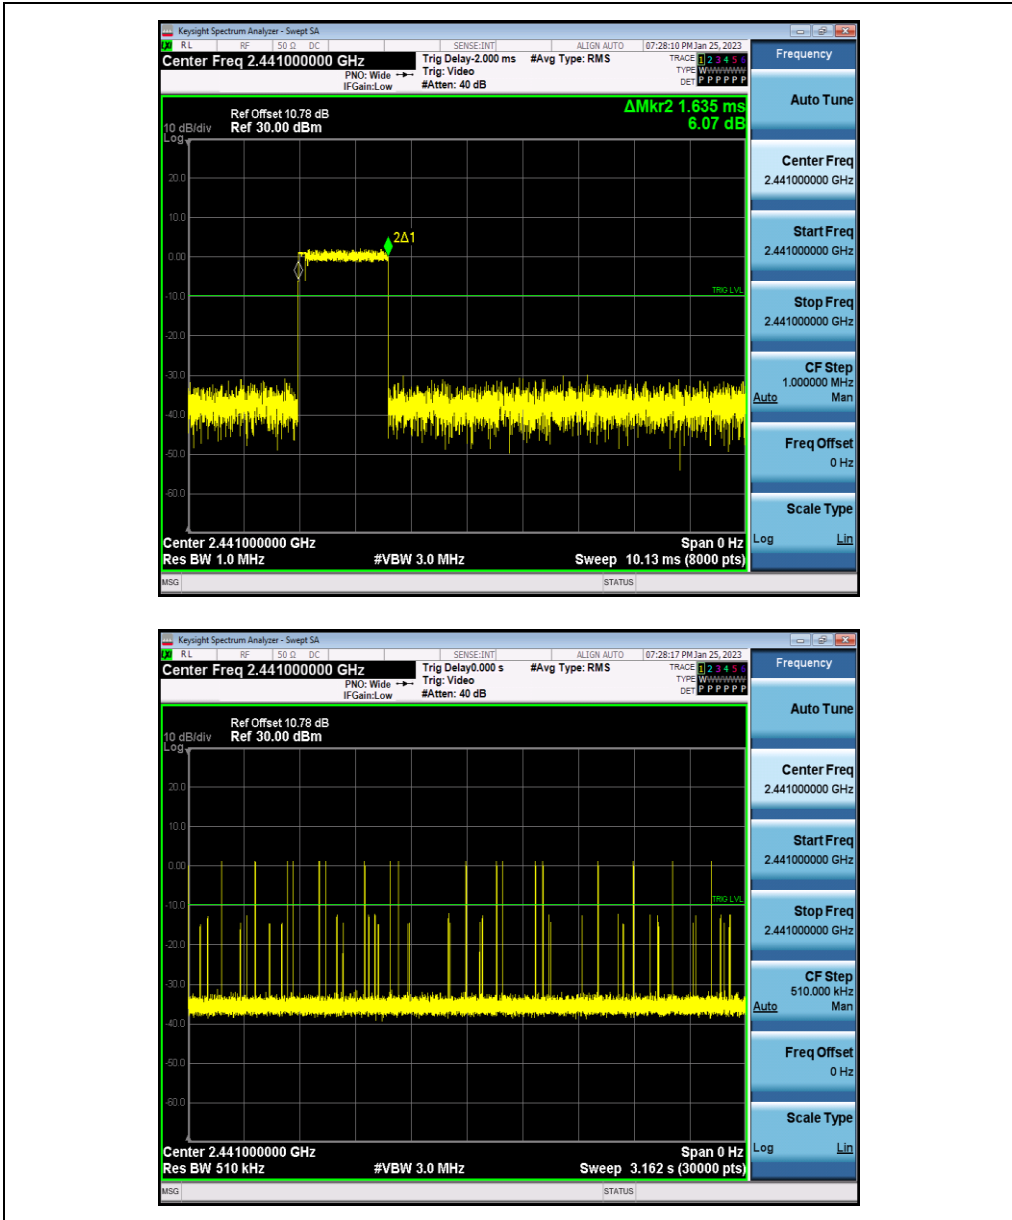 Keysight Spectrum Analyzer - Swept SA
LXI RL RF 50 Ω DC SENSE:INT ALIGN AUTO 07:28:10 PM Jan 25, 2023
Center Freq 2.441000000 GHz
PNO: Wide
IFGain:Low
Trig Delay-2.000 ms
Trig: Video
#Atten: 40 dB
#Avg Type: RMS
TRACE 1 2 3 4 5 6
TYPE WWWWWW
DET P P P P P P
ΔMkr2 1.635 ms
6.07 dB
Ref Offset 10.78 dB
10 dB/div Ref 30.00 dBm
Log
20.0
10.0
2Δ1
0.00
TRIG LVL
-10.0
-20.0
-30.0
-40.0
-50.0
-60.0
Center 2.441000000 GHz Span 0 Hz
Res BW 1.0 MHz #VBW 3.0 MHz Sweep 10.13 ms (8000 pts)
MSG STATUS
Frequency
Auto Tune
Center Freq
2.441000000 GHz
Start Freq
2.441000000 GHz
Stop Freq
2.441000000 GHz
CF Step
1.000000 MHz
Auto Man
Freq Offset
0 Hz
Scale Type
Log Lin
Keysight Spectrum Analyzer - Swept SA
LXI RL RF 50 Ω DC SENSE:INT ALIGN AUTO 07:28:17 PM Jan 25, 2023
Center Freq 2.441000000 GHz
PNO: Wide
IFGain:Low
Trig Delay0.000 s
Trig: Video
#Atten: 40 dB
#Avg Type: RMS
TRACE 1 2 3 4 5 6
TYPE WWWWWW
DET P P P P P P
Ref Offset 10.78 dB
10 dB/div Ref 30.00 dBm
Log
20.0
10.0
0.00
TRIG LVL
-10.0
-20.0
-30.0
-40.0
-50.0
-60.0
Center 2.441000000 GHz Span 0 Hz
Res BW 510 kHz #VBW 3.0 MHz Sweep 3.162 s (30000 pts)
MSG STATUS
Frequency
Auto Tune
Center Freq
2.441000000 GHz
Start Freq
2.441000000 GHz
Stop Freq
2.441000000 GHz
CF Step
510.000 kHz
Auto Man
Freq Offset
0 Hz
Scale Type
Log Lin